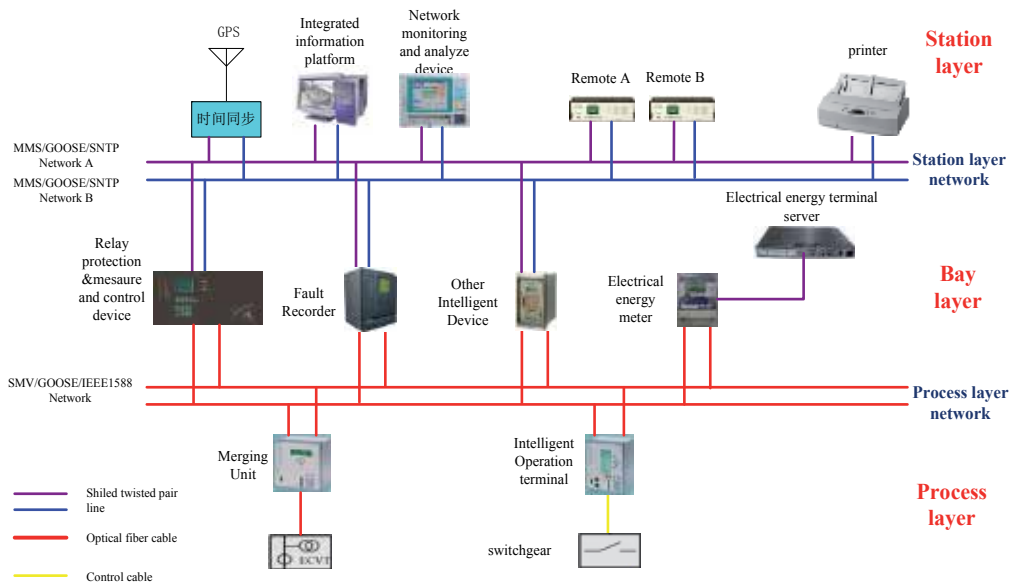 GPS
Integrated
information
platform
Network
monitoring
and analyze
device
Remote A
Remote B
printer
Station
layer
时间同步
MMS/GOOSE/SNTP
Network A
Station layer
network
MMS/GOOSE/SNTP
Network B
Electrical energy terminal
server
Relay
protection
&mesaure
and control
device
Fault
Recorder
Other
Intelligent
Device
Electrical
energy
meter
Bay
layer
SMV/GOOSE/IEEE1588
Network
Process layer
network
Merging
Unit
Intelligent
Operation
terminal
Process
layer
Shiled twisted pair
line
Optical fiber cable
Control cable
ECVT
switchgear